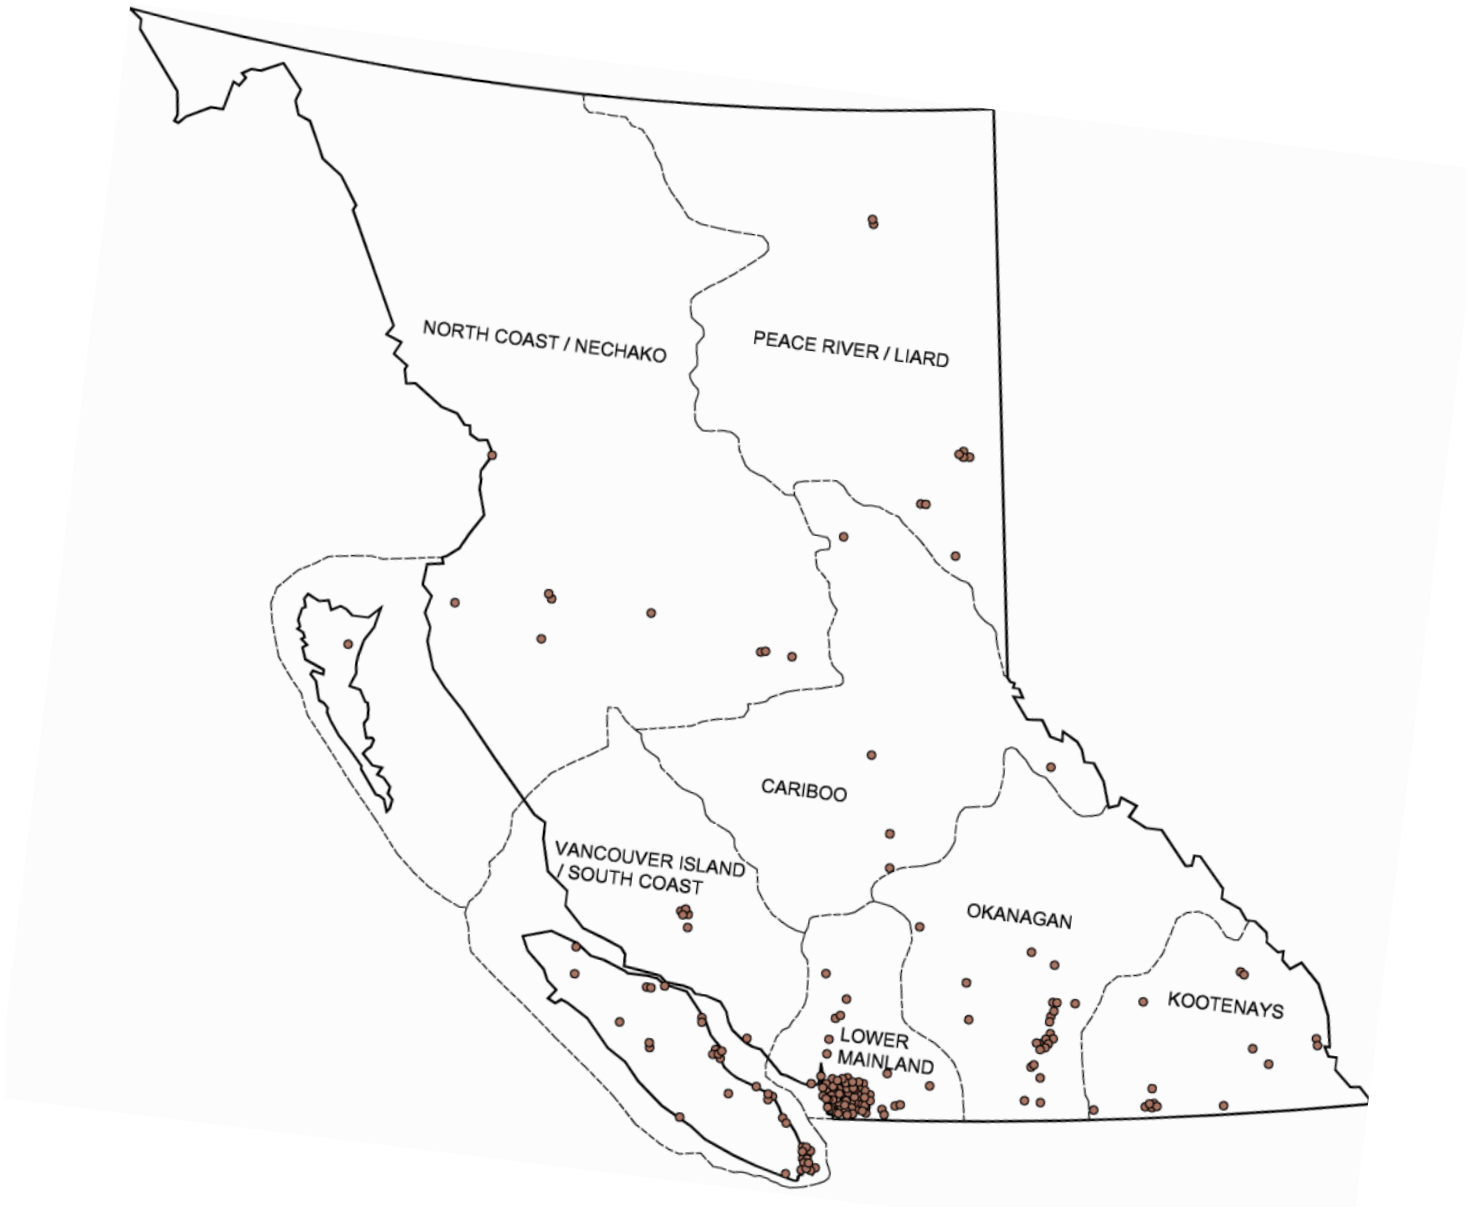 NORTH COAST / NECHAKO
PEACE RIVER / LIARD
CARIBOO
VANCOUVER ISLAND
/ SOUTH COAST
OKANAGAN
KOOTENAYS
LOWER
MAINLAND